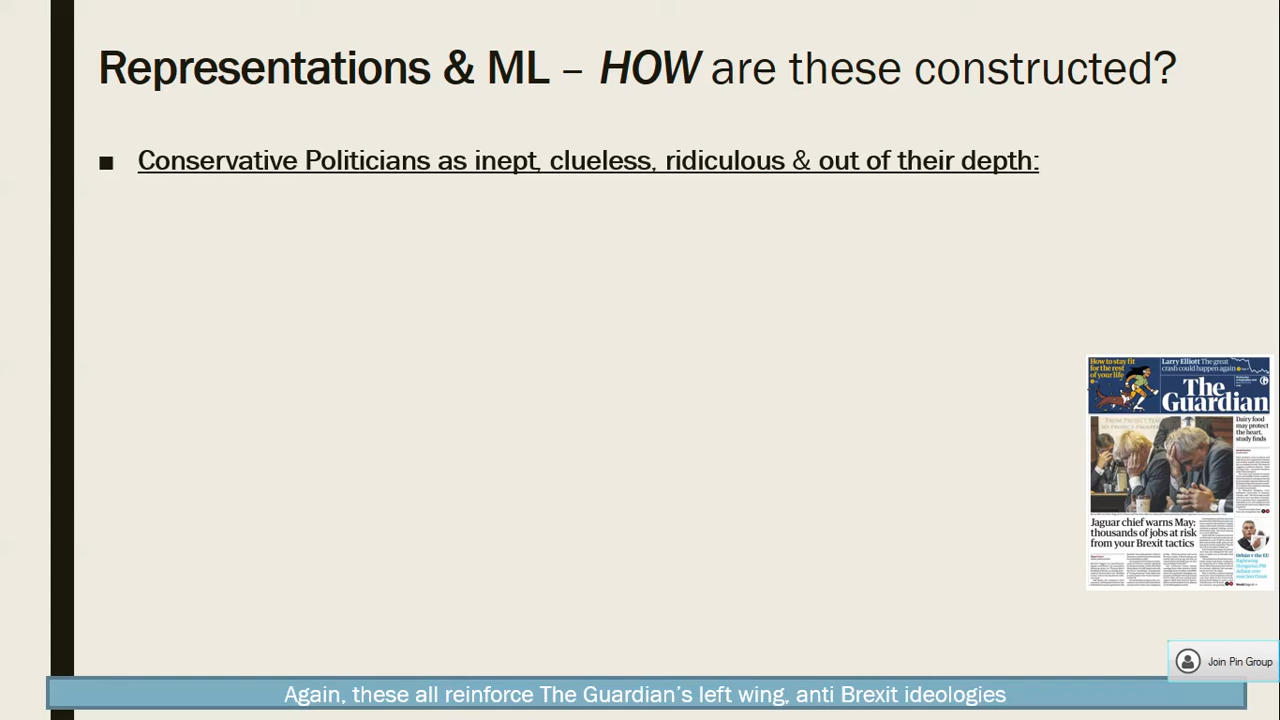 Representations & ML – HOW are these constructed?
■ Conservative Politicians as inept, clueless, ridiculous & out of their depth:
How to stay fit
for the rest
of your life
Larry Elliott The great
crash could happen again
The
Guardian
Dairy food
may protect
the heart,
study finds
Jaguar chief warns May:
thousands of jobs at risk
from your Brexit tactics
Orbán v the EU
Join Pin Group
Again, these all reinforce The Guardian's left wing, anti Brexit ideologies